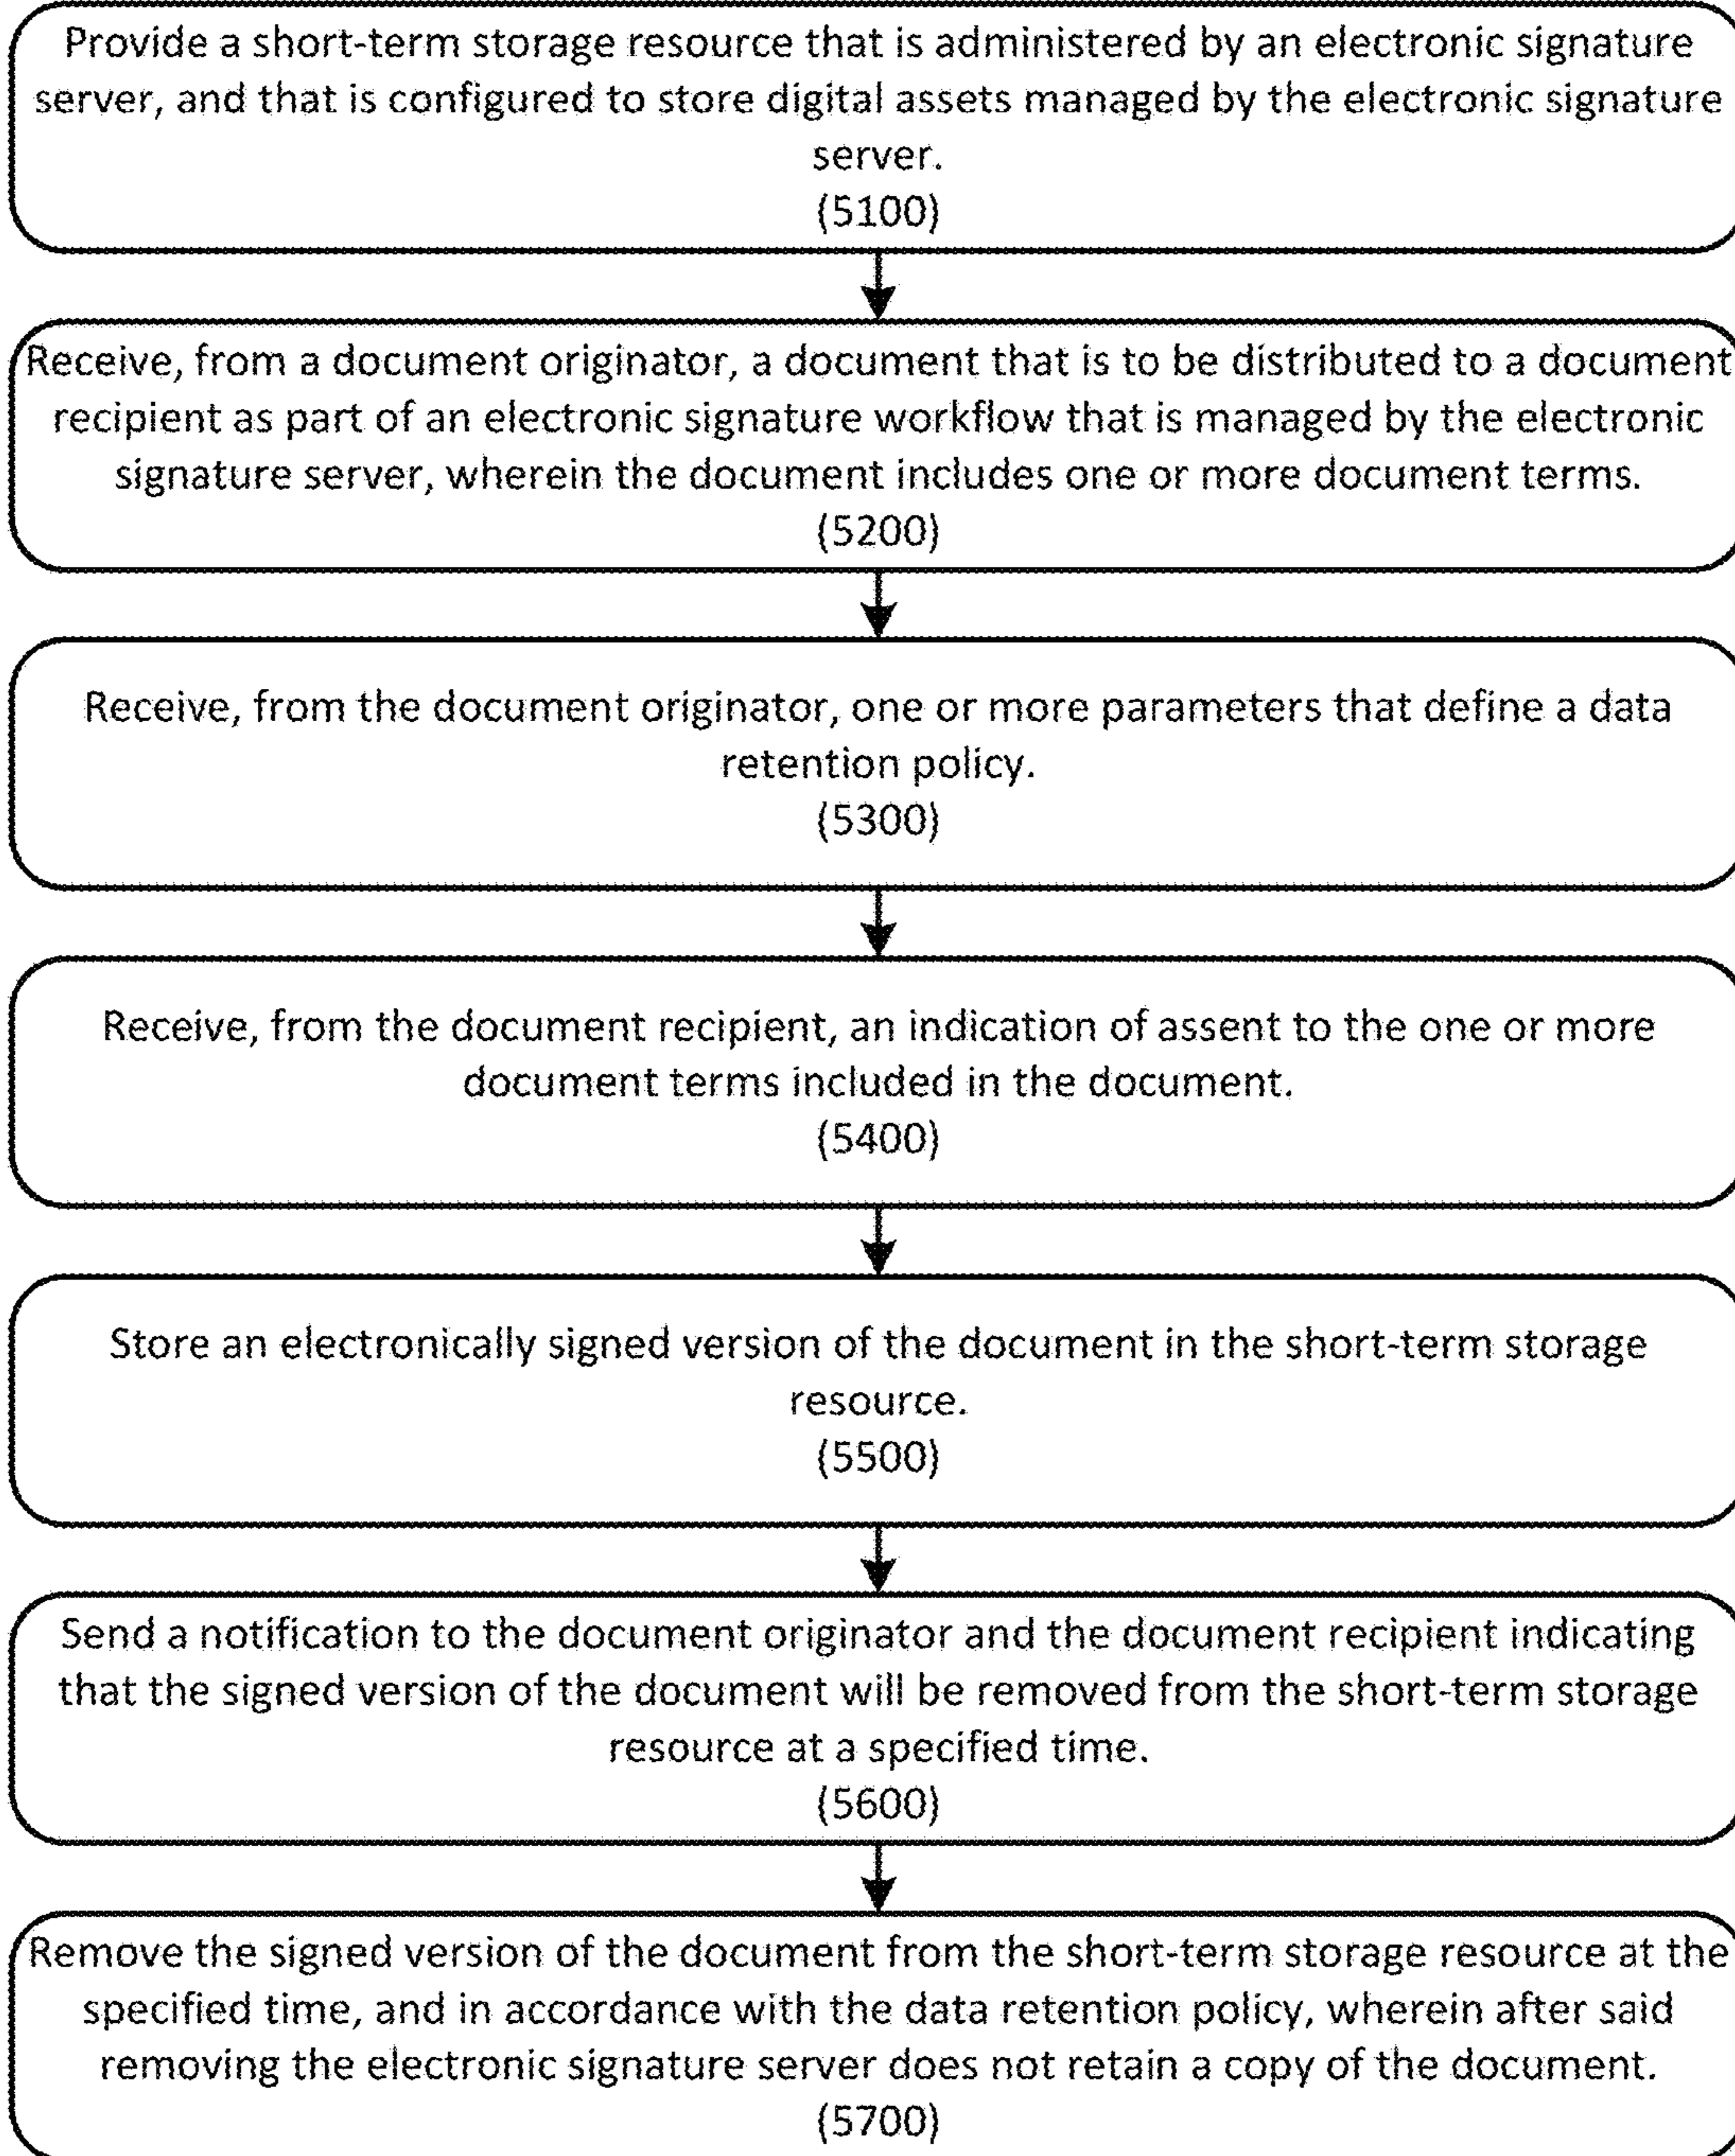 Provide a short-term storage resource that is administered by an electronic signature
server, and that is configured to store digital assets managed by the electronic signature
server.
(5100)
Receive, from a document originator, a document that is to be distributed to a document
recipient as part of an electronic signature workflow that is managed by the electronic
signature server, wherein the document includes one or more document terms.
(5200)
Receive, from the document originator, one or more parameters that define a data
retention policy.
(5300)
Receive, from the document recipient, an indication of assent to the one or more
document terms included in the document.
(5400)
Store an electronically signed version of the document in the short-term storage
resource.
(5500)
Send a notification to the document originator and the document recipient indicating
that the signed version of the document will be removed from the short-term storage
resource at a specified time.
(5600)
Remove the signed version of the document from the short-term storage resource at the
specified time, and in accordance with the data retention policy, wherein after said
removing the electronic signature server does not retain a copy of the document.
(5700)